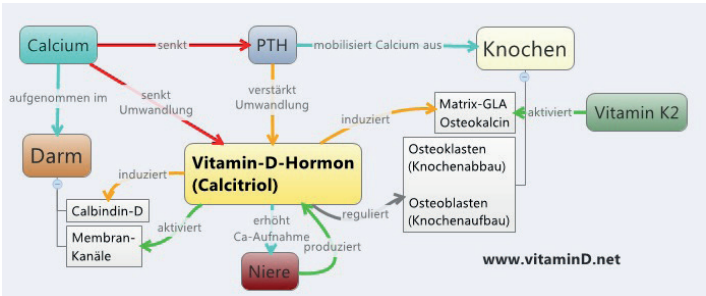 Calcium
senkt
PTH
mobilisiert Calcium aus
Knochen
aufgenommen im
senkt
Umwandlung
verstärkt
Umwandlung
induziert
Matrix-GLA
Osteokalcin
aktiviert
Vitamin K2
Darm
Vitamin-D-Hormon
(Calcitriol)
Osteoklasten
(Knochenabbau)
Osteoblasten
(Knochenaufbau)
induziert
Calbindin-D
reguliert
aktiviert
Membran-
Kanäle
erhöht
Ca-Aufnahme
produziert
Niere
www.vitaminD.net